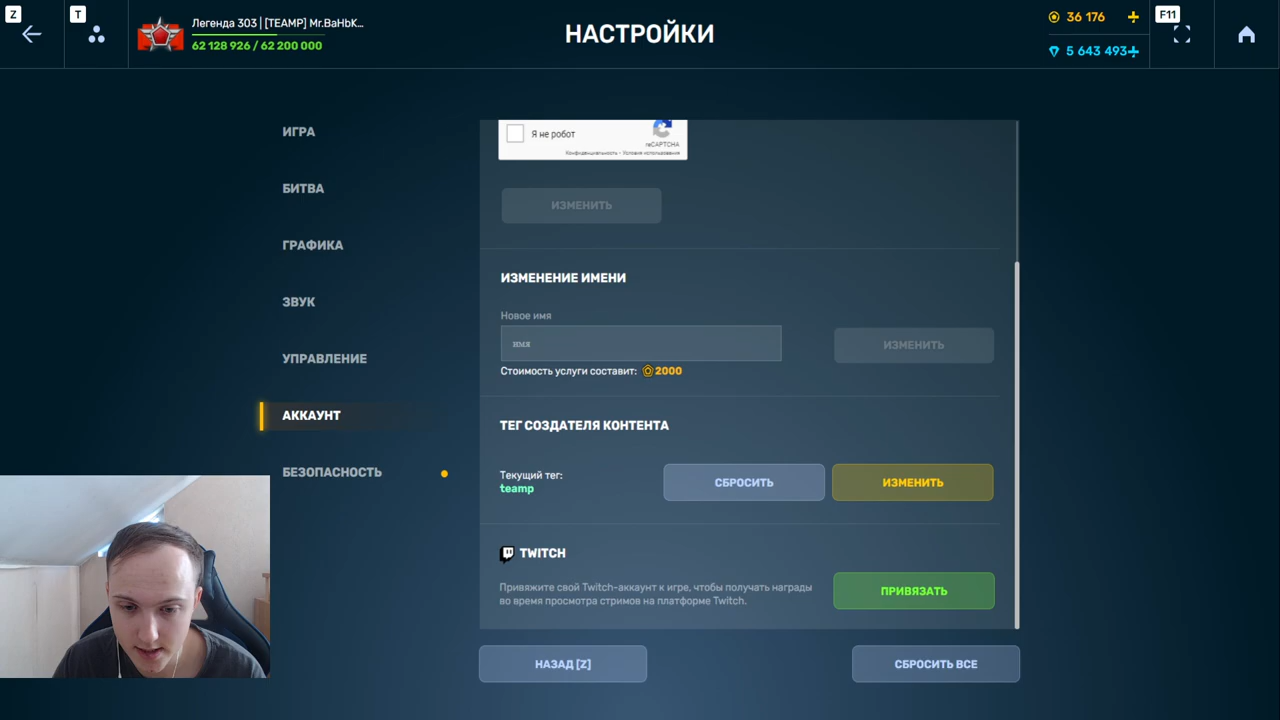 Z
T
Легенда 303 | [TEAMP] Mr.BaHbK...
62 128 926 / 62 200 000
НАСТРОЙКИ
36 176
5 643 493
F11
ИГРА
БИТВА
ГРАФИКА
ЗВУК
УПРАВЛЕНИЕ
АККАУНТ
БЕЗОПАСНОСТЬ
Я не робот
reCAPTCHA
Конфиденциальность - Условия использования
ИЗМЕНИТЬ
ИЗМЕНЕНИЕ ИМЕНИ
Новое имя
имя
ИЗМЕНИТЬ
Стоимость услуги составит: 2000
ТЕГ СОЗДАТЕЛЯ КОНТЕНТА
Текущий тег:
teamp
СБРОСИТЬ
ИЗМЕНИТЬ
TWITCH
Привяжите свой Twitch-аккаунт к игре, чтобы получать награды
во время просмотра стримов на платформе Twitch.
ПРИВЯЗАТЬ
НАЗАД [Z]
СБРОСИТЬ ВСЕ